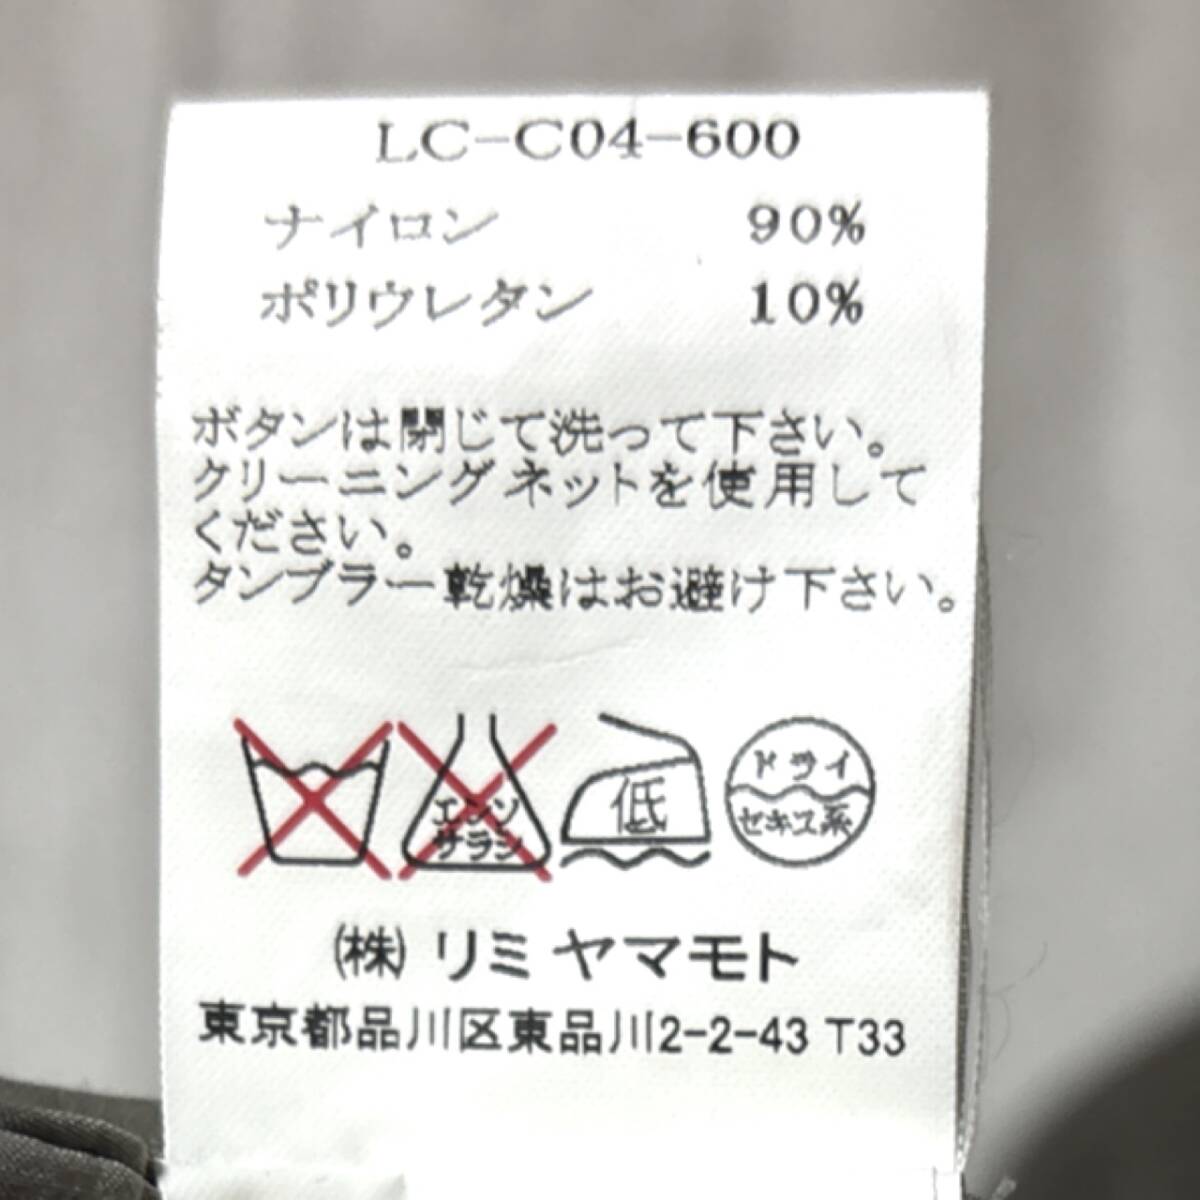 LC-C04-600
ナイロン 90%
ポリウレタン 10%
ボタンは閉じて洗って下さい。
クリーニングネットを使用して
ください。
タンブラー乾燥はお避け下さい。
エンソ
サラシ
低
ドライ
セキユ系
㈱ リミ ヤマモト
東京都品川区東品川2-2-43 T33